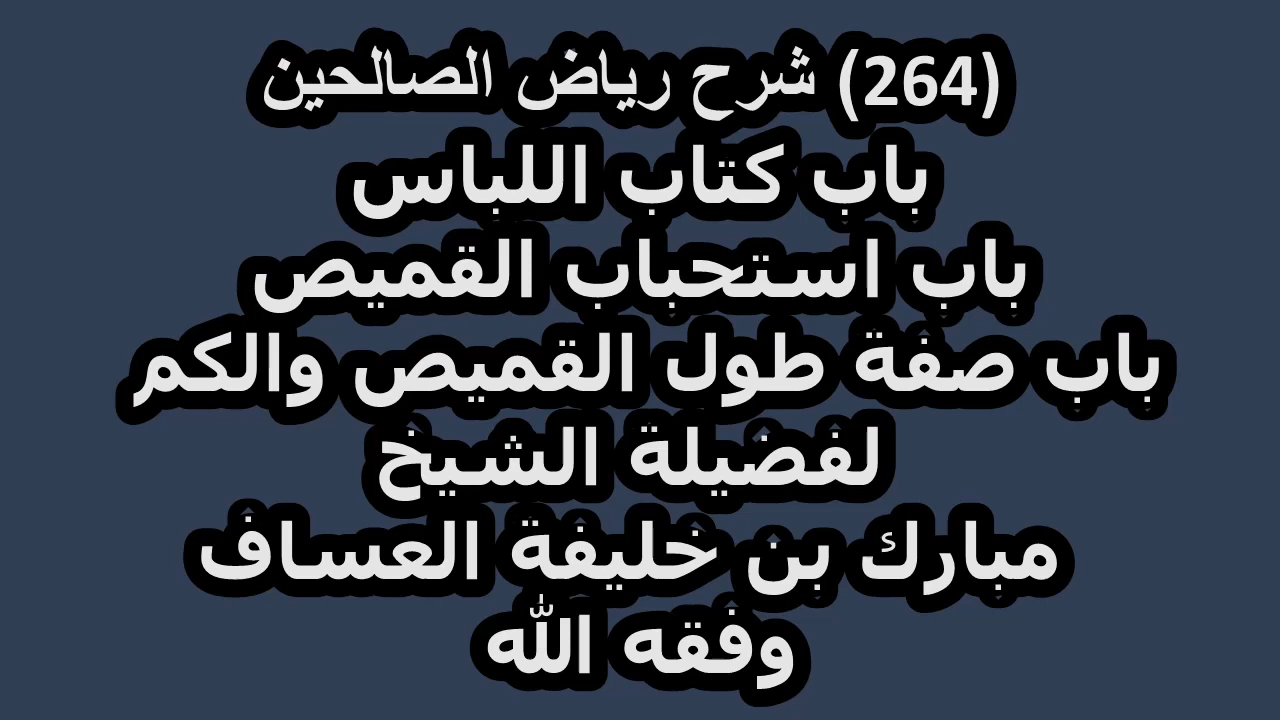 (264) شرح رياض الصالحين
باب كتاب اللباس
باب استحباب القميص
باب صفة طول القميص والكم
لفضيلة الشيخ
مبارك بن خليفة العساف
وفقه الله